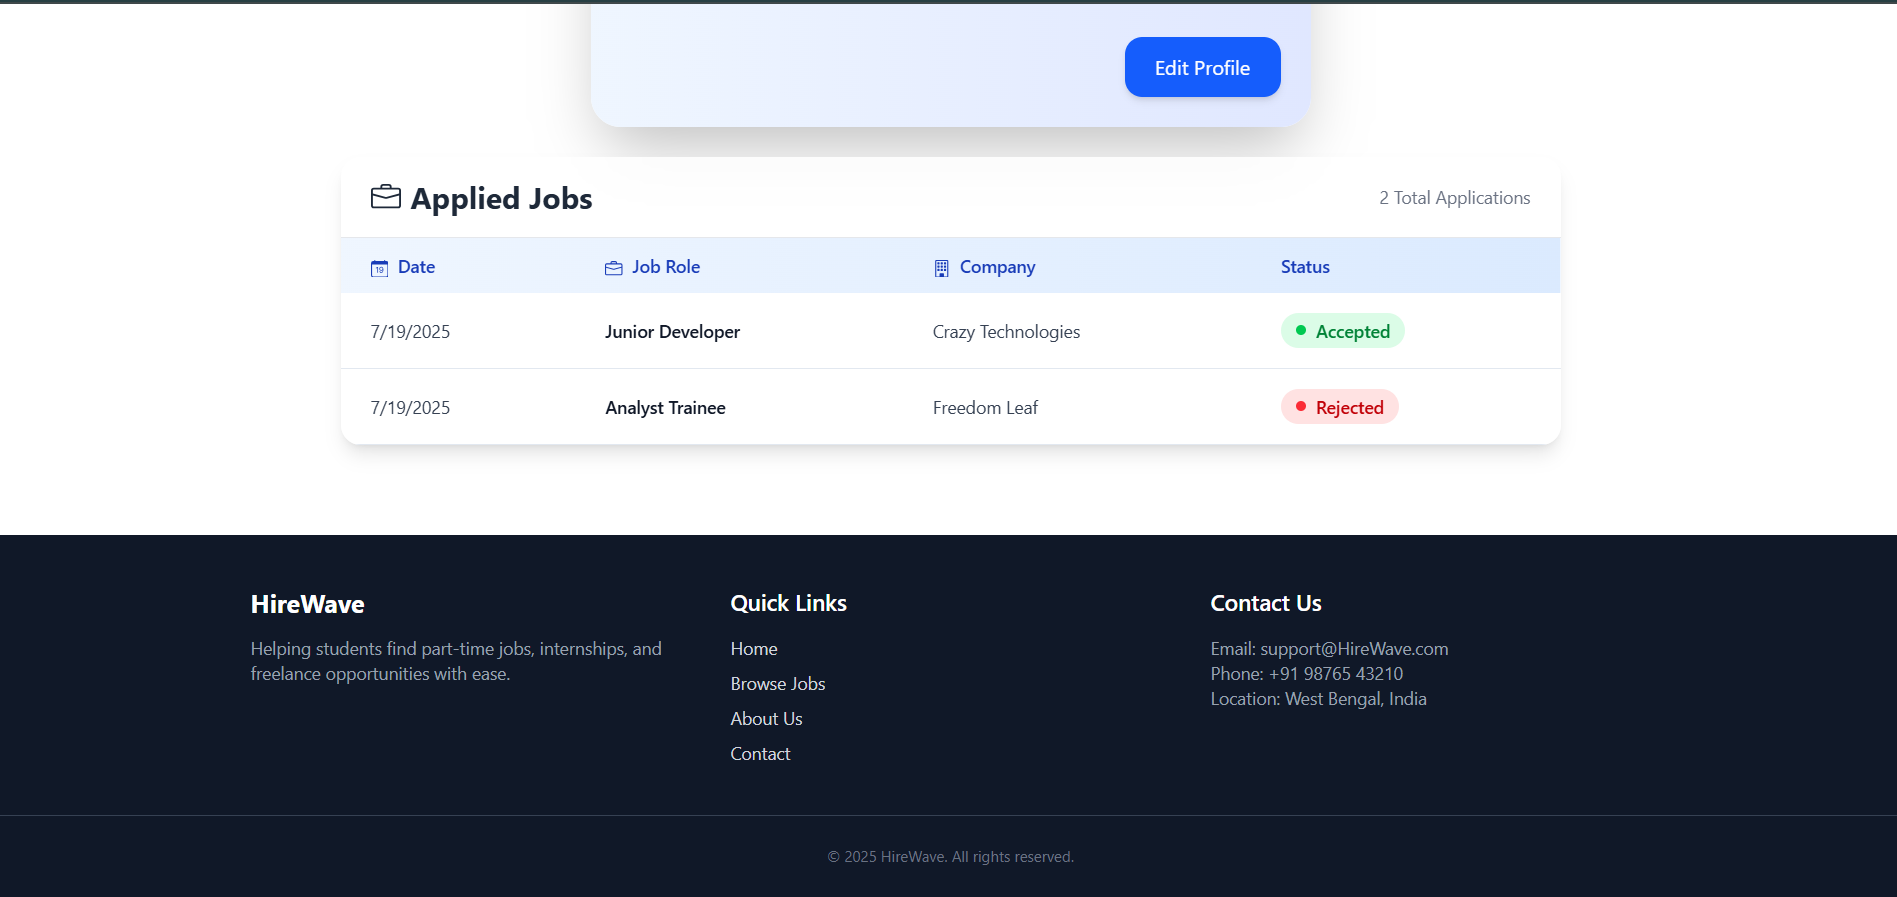 Edit Profile
Applied Jobs
2 Total Applications
19 Date Job Role Company Status
7/19/2025 Junior Developer Crazy Technologies Accepted
7/19/2025 Analyst Trainee Freedom Leaf Rejected
HireWave
Helping students find part-time jobs, internships, and
freelance opportunities with ease.
Quick Links
Home
Browse Jobs
About Us
Contact
Contact Us
Email: support@HireWave.com
Phone: +91 98765 43210
Location: West Bengal, India
© 2025 HireWave. All rights reserved.